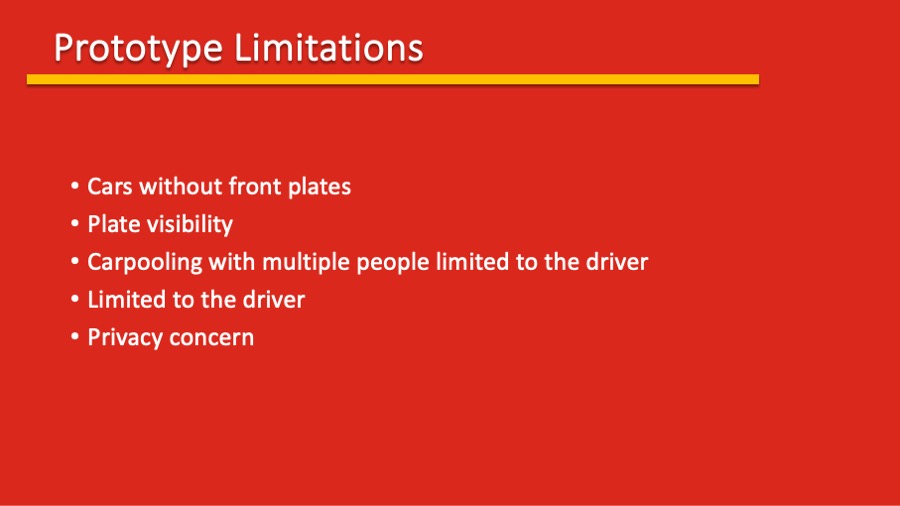 Prototype Limitations
• Cars without front plates
• Plate visibility
• Carpooling with multiple people limited to the driver
• Limited to the driver
• Privacy concern